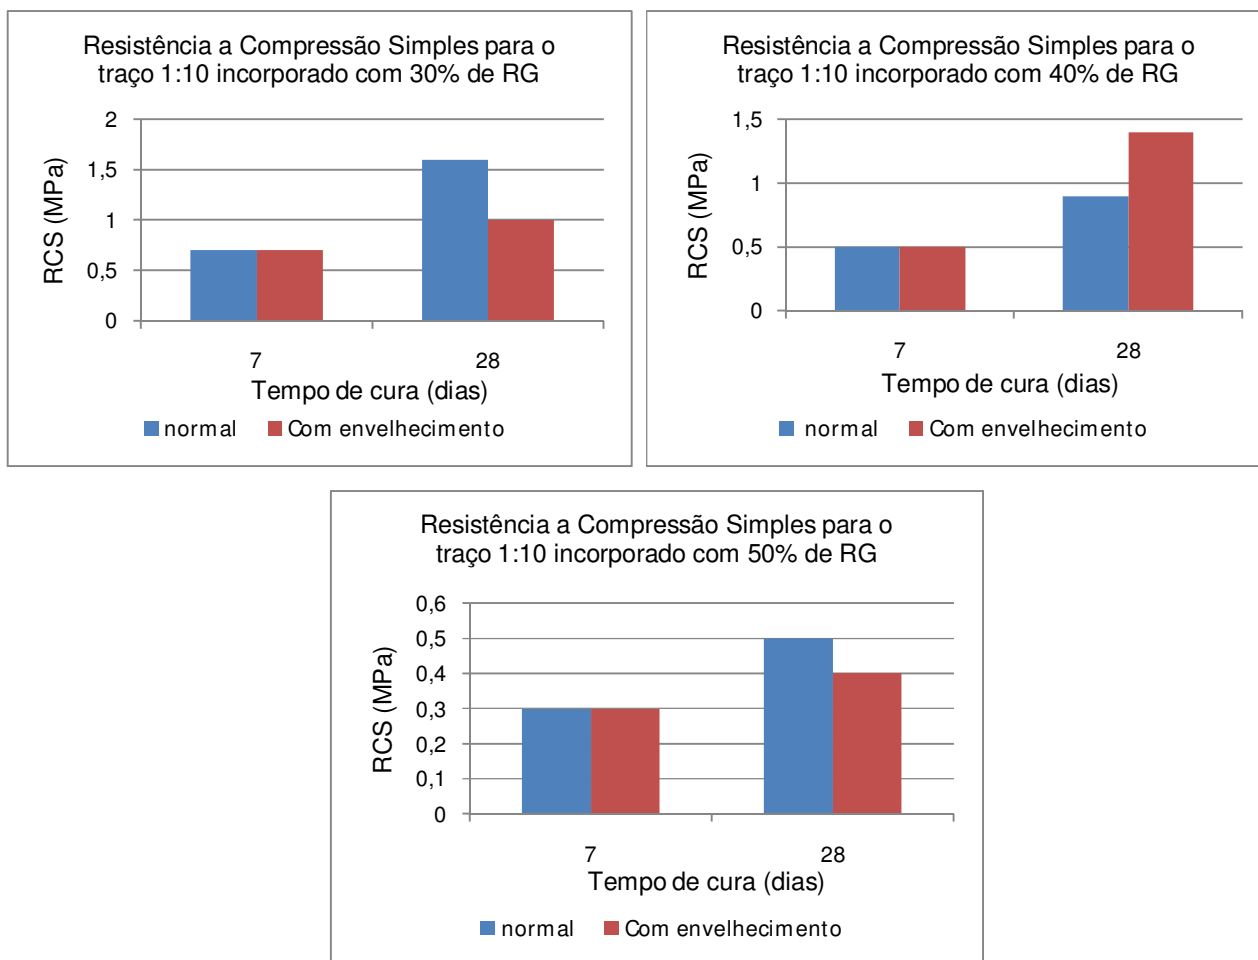 Resistência a Compressão Simples para o
traço 1:10 incorporado com 30% de RG
2
1,5
1
0,5
0
RCS (MPa)
7 28
Tempo de cura (dias)
normal Com envelhecimento
Resistência a Compressão Simples para o
traço 1:10 incorporado com 40% de RG
1,5
1
0,5
0
RCS (MPa)
7 28
Tempo de cura (dias)
normal Com envelhecimento
Resistência a Compressão Simples para o
traço 1:10 incorporado com 50% de RG
0,6
0,5
0,4
0,3
0,2
0,1
0
RCS (MPa)
7 28
Tempo de cura (dias)
normal Com envelhecimento